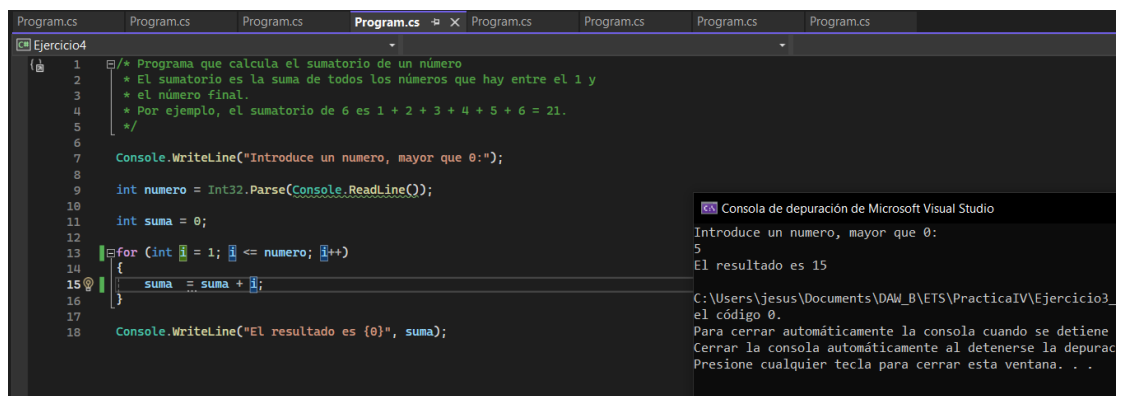 Program.cs Program.cs Program.cs Program.cs Program.cs Program.cs Program.cs Program.cs
C# Ejercicio4
1 /* Programa que calcula el sumatorio de un número
2 * El sumatorio es la suma de todos los números que hay entre el 1 y
3 * el número final.
4 * Por ejemplo, el sumatorio de 6 es 1 + 2 + 3 + 4 + 5 + 6 = 21.
5 */
6
7 Console.WriteLine("Introduce un numero, mayor que 0:");
8
9 int numero = Int32.Parse(Console.ReadLine());
10
11 int suma = 0;
12
13 for (int i = 1; i <= numero; i++)
14 {
15 suma = suma + i;
16 }
17
18 Console.WriteLine("El resultado es {0}", suma);
Consola de depuración de Microsoft Visual Studio
Introduce un numero, mayor que 0:
5
El resultado es 15
C:\Users\jesus\Documents\DAW_B\ETS\PracticaIV\Ejercicio3_
el código 0.
Para cerrar automáticamente la consola cuando se detiene
Cerrar la consola automáticamente al detenerse la depurac
Presione cualquier tecla para cerrar esta ventana. . .